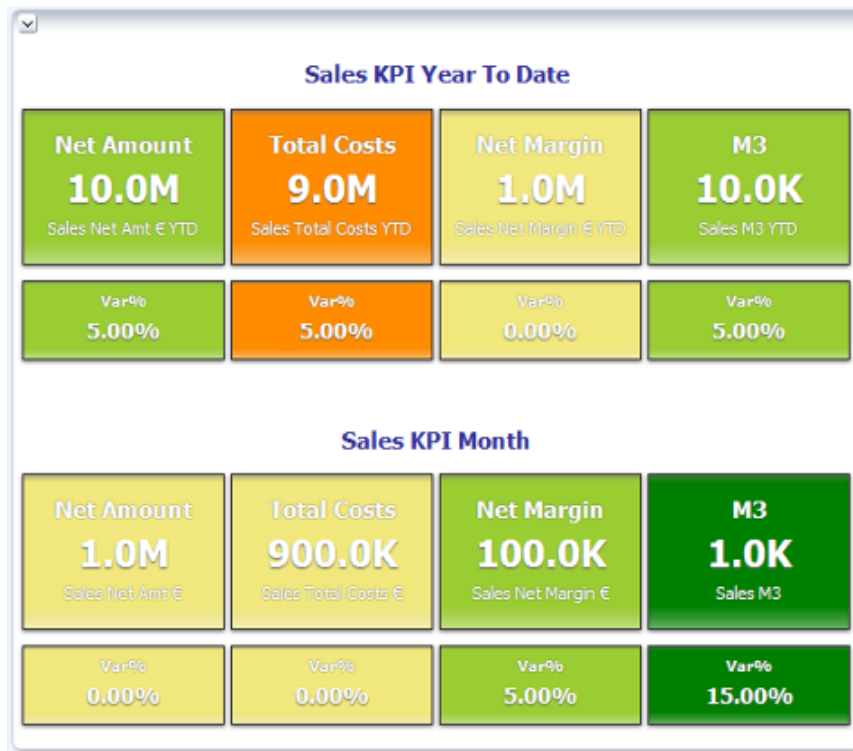 Sales KPI Year To Date
Net Amount
10.0M
Sales Net Amt € YTD
Total Costs
9.0M
Sales Total Costs YTD
Net Margin
1.0M
Sales Net Margin € YTD
M3
10.0K
Sales M3 YTD
Var%
5.00%
Var%
5.00%
Var%
0.00%
Var%
5.00%
Sales KPI Month
Net Amount
1.0M
Sales Net Amt €
Total Costs
900.0K
Sales Total Costs €
Net Margin
100.0K
Sales Net Margin €
M3
1.0K
Sales M3
Var%
0.00%
Var%
0.00%
Var%
5.00%
Var%
15.00%